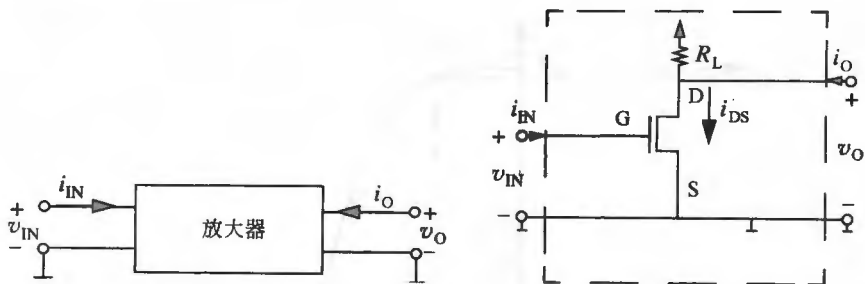 i_IN
+
v_IN
−
放大器
i_O
+
v_O
−
R_L
i_O
+
D
i_DS
i_IN
+
G
v_IN
v_O
S
−
−